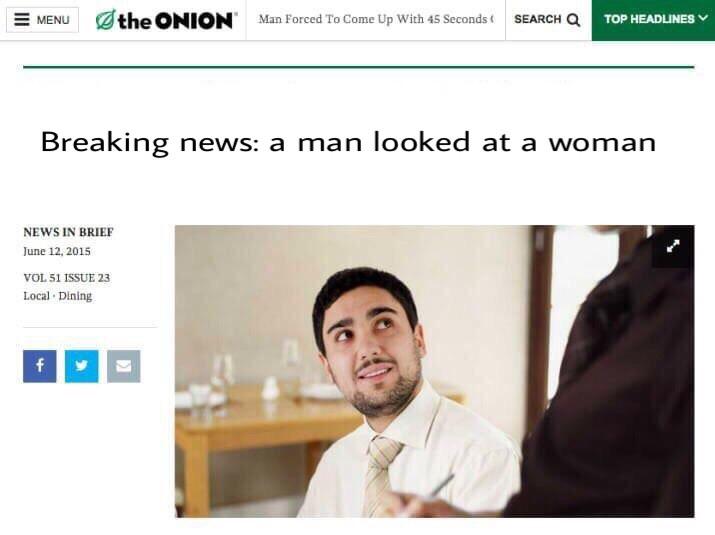 MENU the ONION Man Forced To Come Up With 45 Seconds SEARCH TOP HEADLINES
Breaking news: a man looked at a woman
NEWS IN BRIEF
June 12, 2015
VOL 51 ISSUE 23
Local · Dining